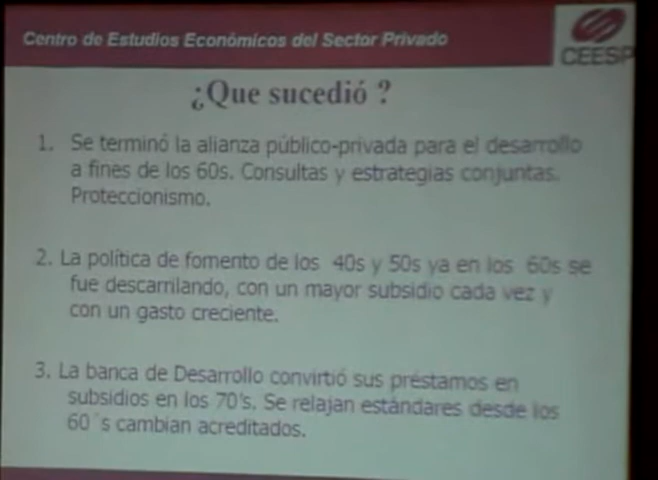 Centro de Estudios Económicos del Sector Privado
CEESP
¿Que sucedió ?
1. Se terminó la alianza público-privada para el desarrollo
a fines de los 60s. Consultas y estrategias conjuntas.
Proteccionismo.
2. La política de fomento de los 40s y 50s ya en los 60s se
fue descarrilando, con un mayor subsidio cada vez y
con un gasto creciente.
3. La banca de Desarrollo convirtió sus préstamos en
subsidios en los 70's. Se relajan estándares desde los
60´s cambian acreditados.